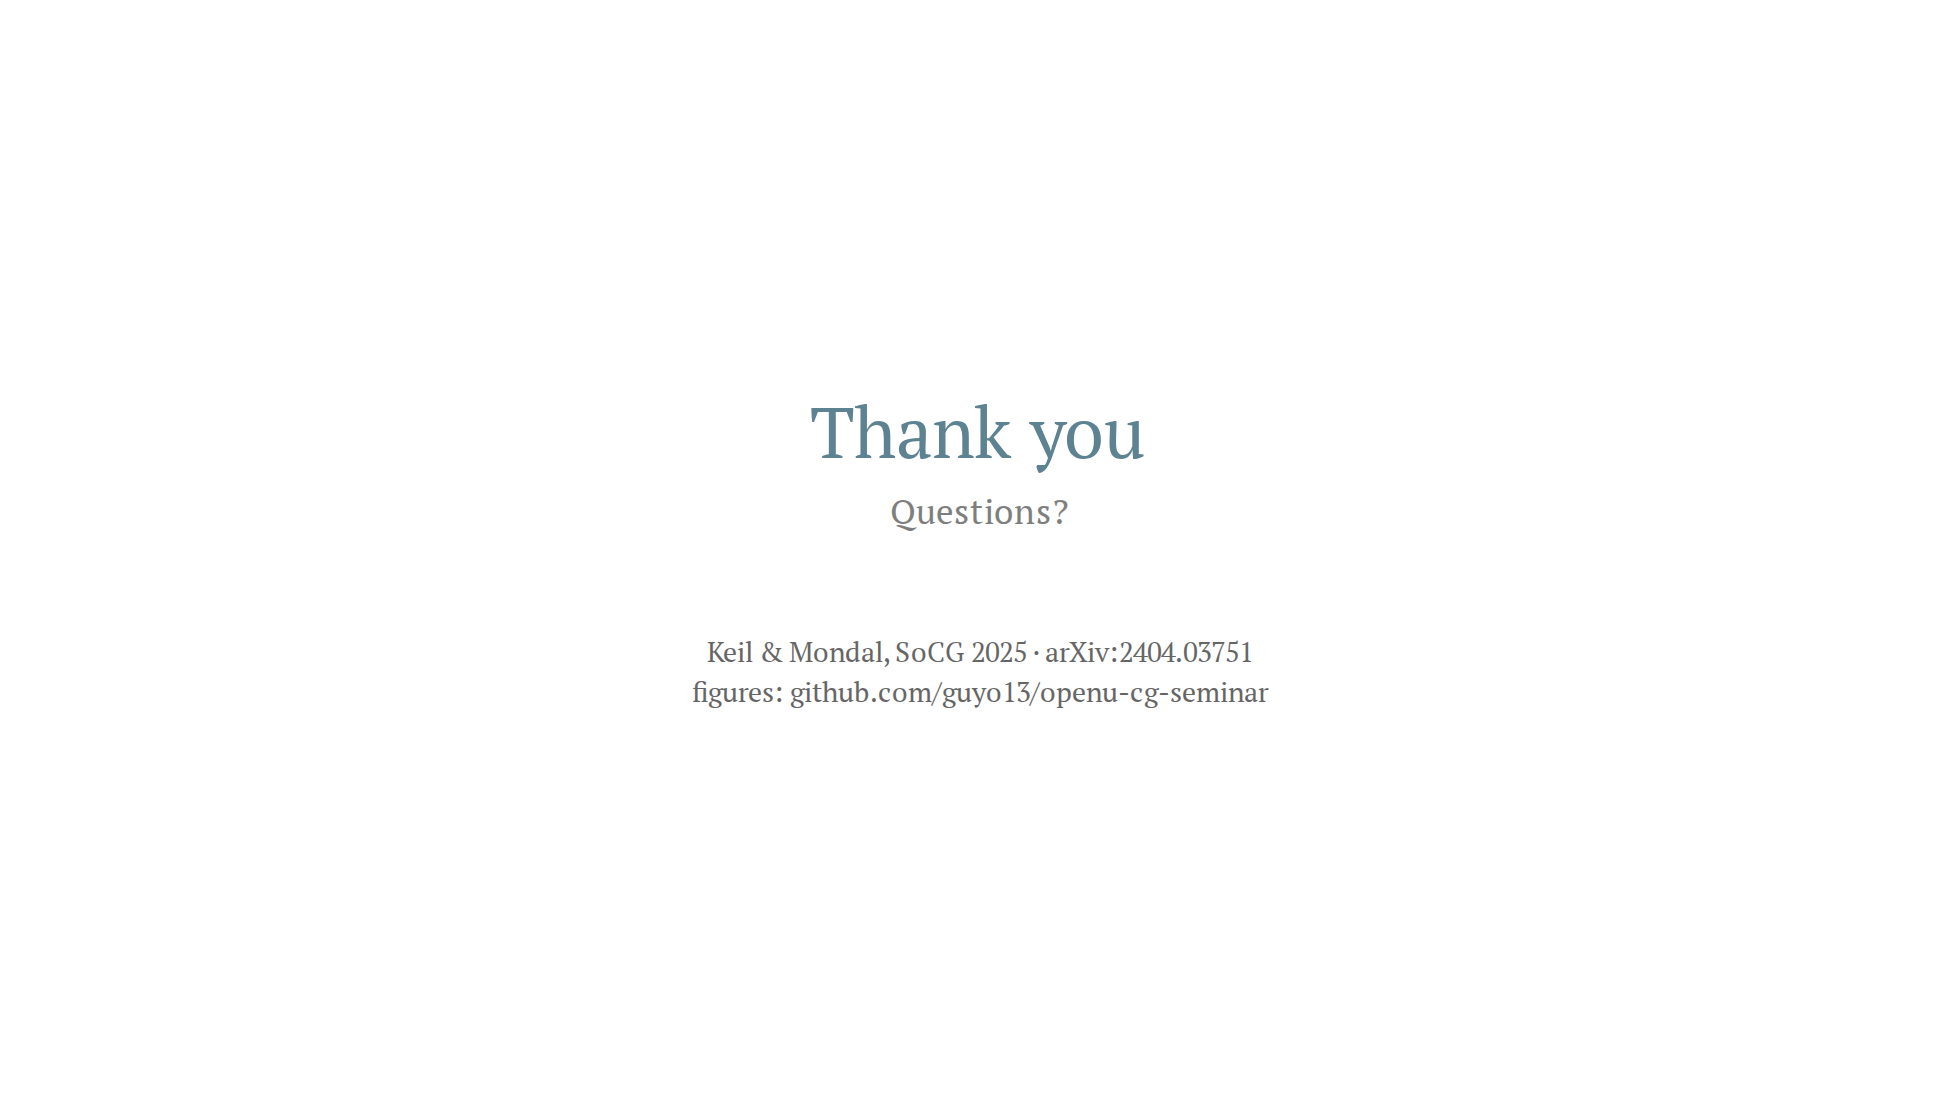 Thank you
Questions?
Keil & Mondal, SoCG 2025 · arXiv:2404.03751
figures: github.com/guyo13/openu-cg-seminar